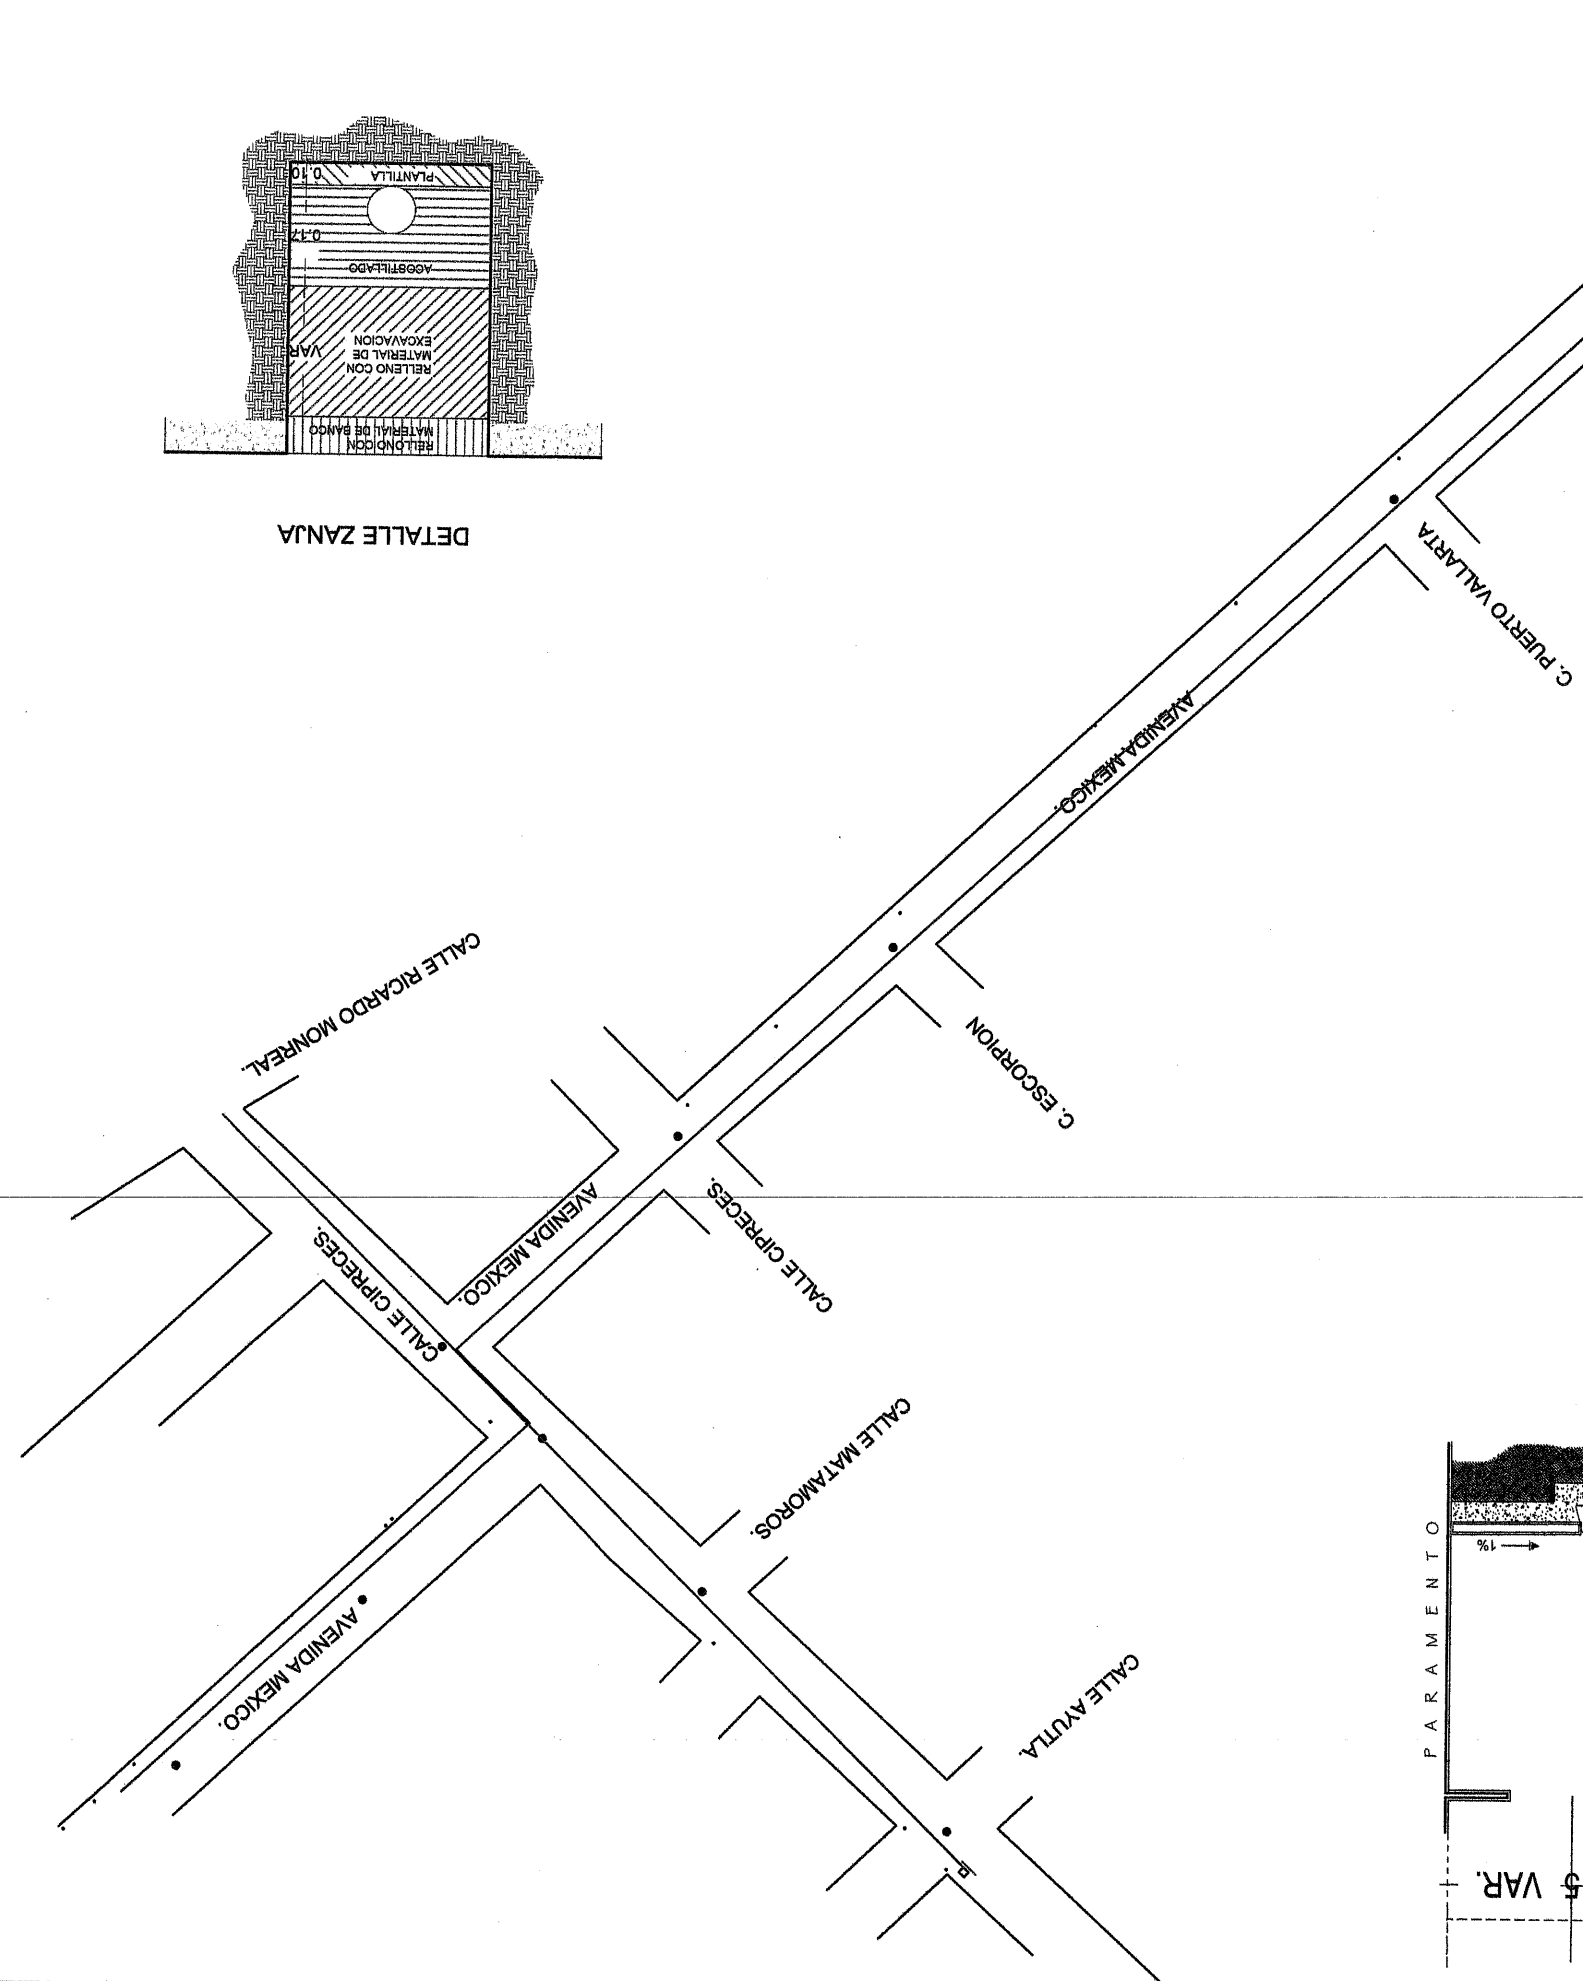 5 VAR.
PARAMENTO
1%
CALLE AYUTLA.
CALLE MATAMOROS.
AVENIDA MEXICO.
CALLE CIPRECES.
CALLE CIPRECES.
AVENIDA MEXICO.
C. ESCORPION
CALLE RICARDO MONREAL.
AVENIDA MEXICO.
C. PUERTO VALLARTA
DETALLE ZANJA
RELLONO CON
MATERIAL DE BANCO
RELLENO CON
MATERIAL DE
EXCAVACION
VAR
ACOSTILLADO
0.17
PLANTILLA
0.10